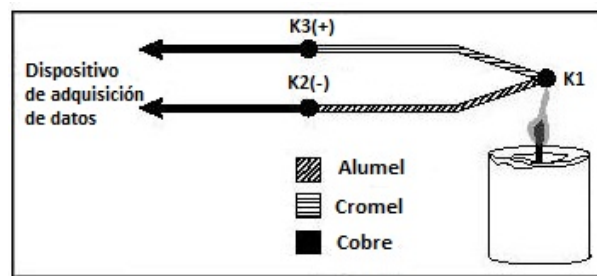 K3(+)
Dispositivo
de adquisición
de datos
K2(-)
K1
Alumel
Cromel
Cobre